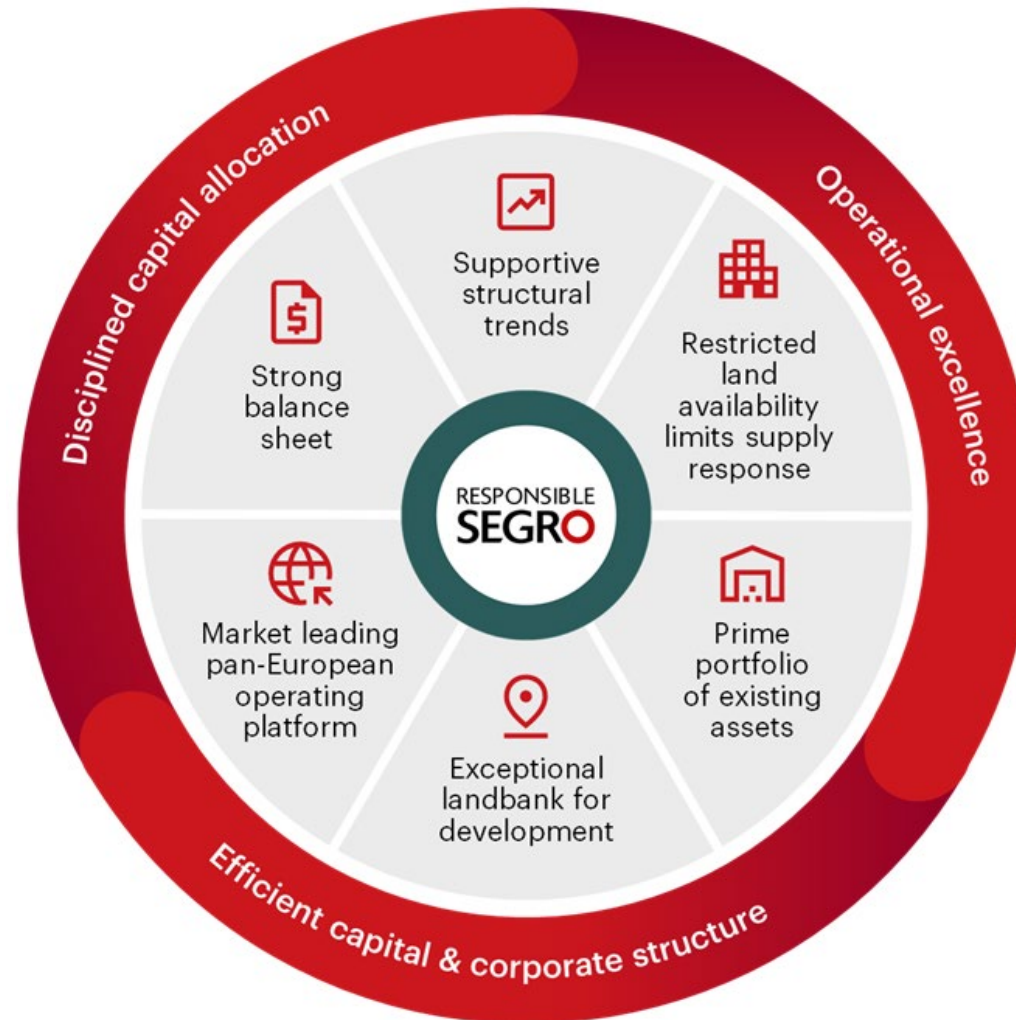 Disciplined capital allocation
Operational excellence
Efficient capital & corporate structure
Supportive
structural
trends
Restricted
land
availability
limits supply
response
Prime
portfolio
of existing
assets
Exceptional
landbank for
development
Market leading
pan-European
operating
platform
Strong
balance
sheet
RESPONSIBLE
SEGRO